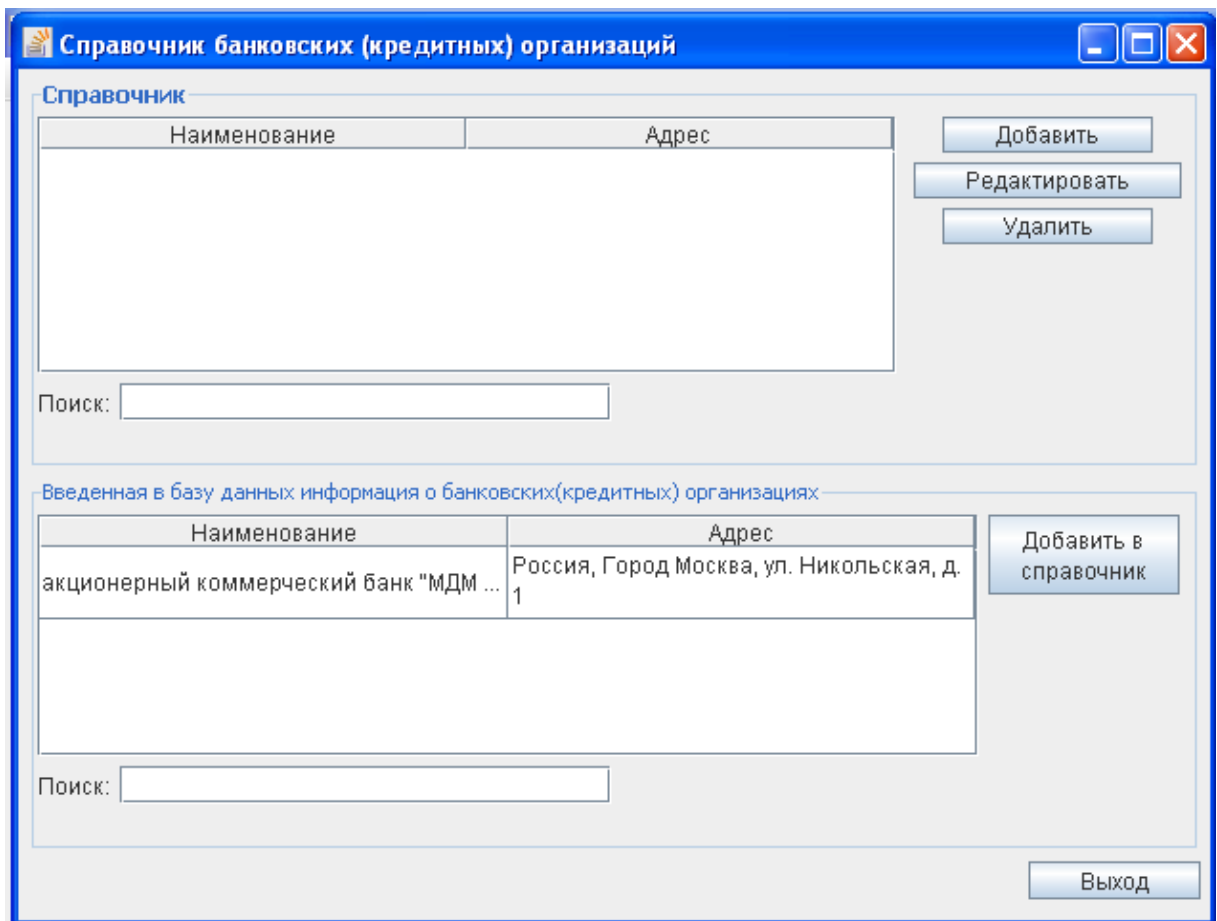 Справочник банковских (кредитных) организаций
Справочник
Наименование Адрес
Добавить
Редактировать
Удалить
Поиск:
Введенная в базу данных информация о банковских(кредитных) организациях
Наименование Адрес
акционерный коммерческий банк "МДМ ... Россия, Город Москва, ул. Никольская, д.
1
Добавить в
справочник
Поиск:
Выход